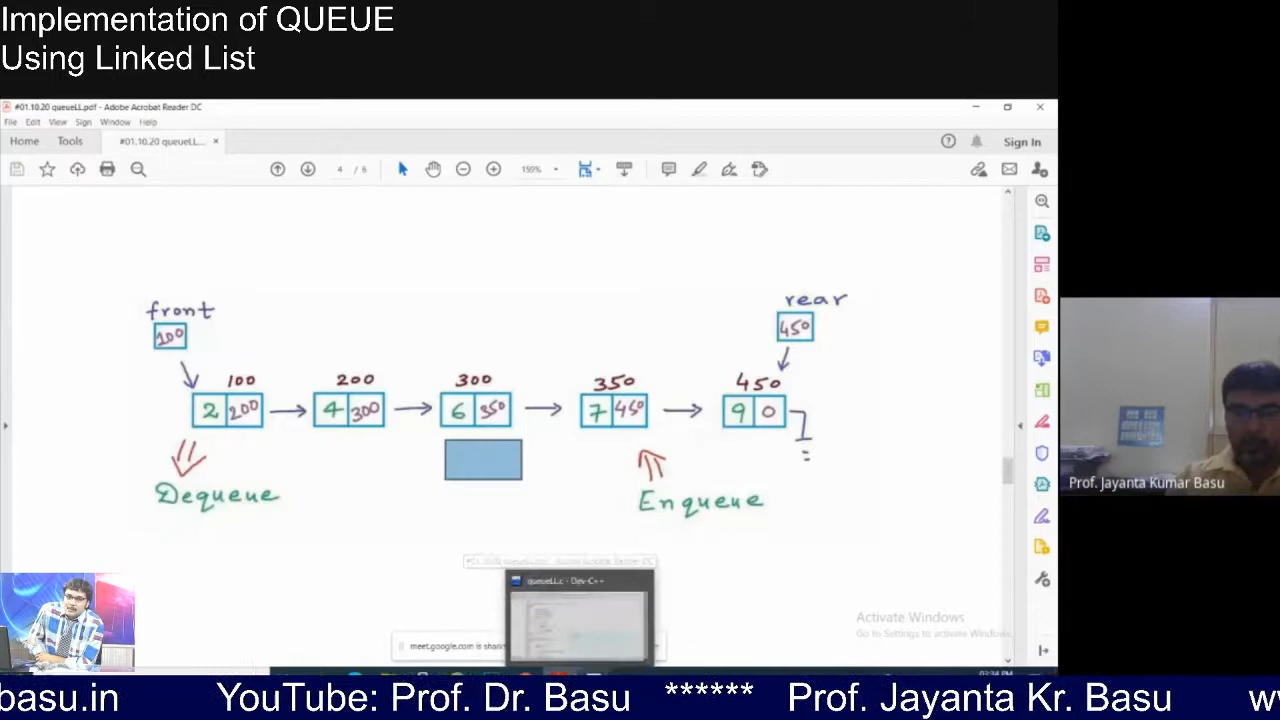 Implementation of QUEUE
Using Linked List
#01.10.20 queueLL.pdf - Adobe Acrobat Reader DC
File Edit View Sign Window Help
Home Tools #01.10.20 queueLL... × Sign In
4 / 6 159%
front rear
100 450
100 200 300 350 450
2 200 4 300 6 350 7 450 9 0
Dequeue Enqueue
Prof. Jayanta Kumar Basu
queueLL.c - Dev-C++
Activate Windows
Go to Settings to activate Windows.
meet.google.com is sharing
03:34 PM
basu.in YouTube: Prof. Dr. Basu ****** Prof. Jayanta Kr. Basu w